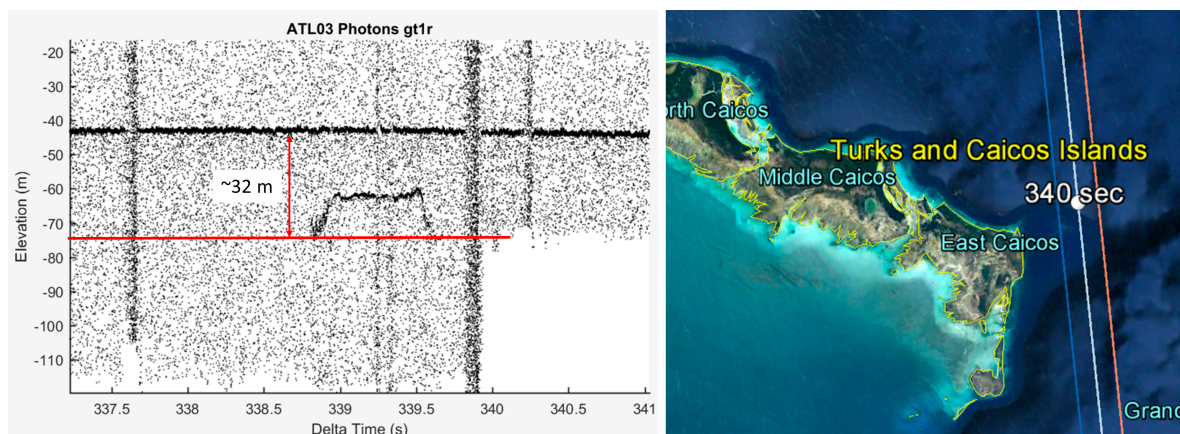 ATL03 Photons gt1r
-20
-30
-40
-50
-60
-70
-80
-90
-100
-110
Elevation (m)
~32 m
337.5 338 338.5 339 339.5 340 340.5 341
Delta Time (s)
orth Caicos
Turks and Caicos Islands
Middle Caicos
340 sec
East Caicos
Grand